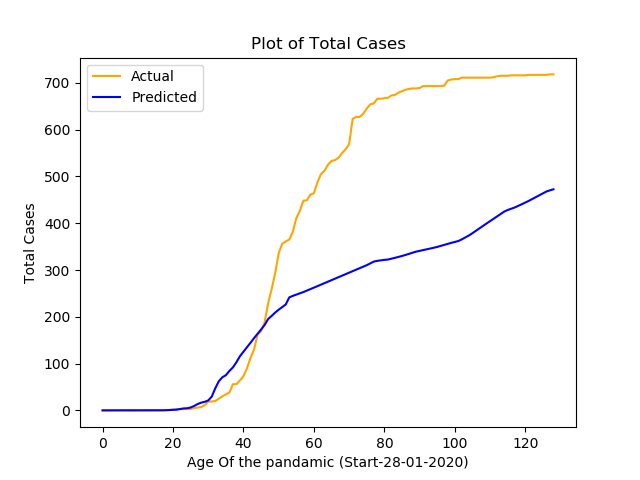 Plot of Total Cases
Actual
Predicted
Total Cases
700
600
500
400
300
200
100
0
0 20 40 60 80 100 120
Age Of the pandamic (Start-28-01-2020)